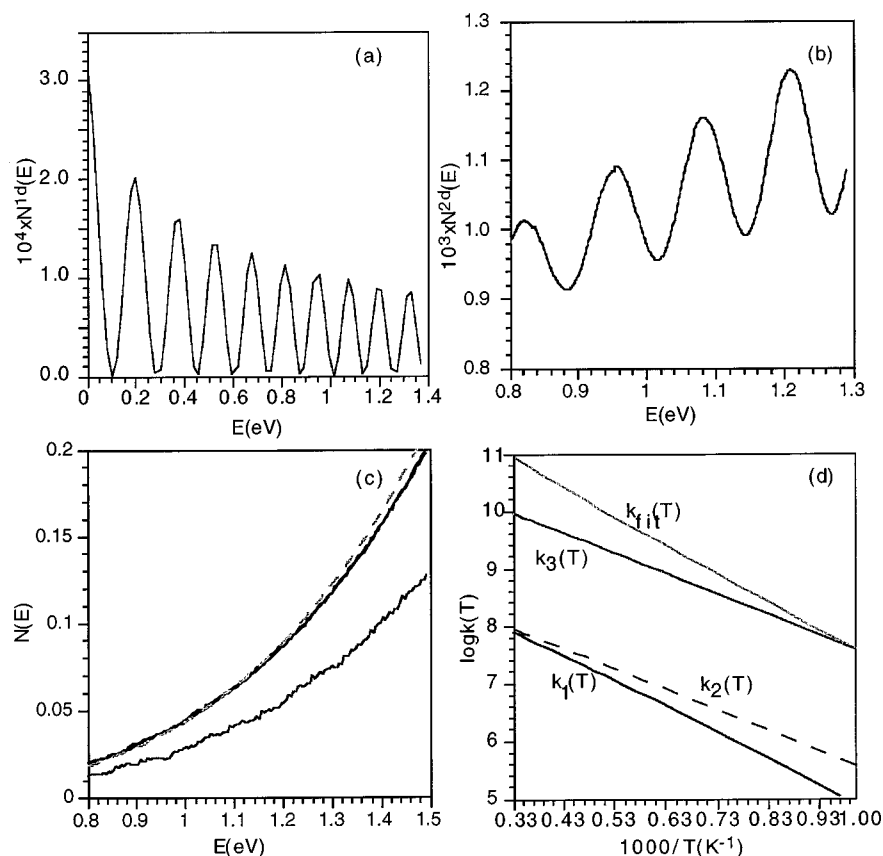 (a)
3.0
2.0
1.0
0.0
10⁴xN¹ᵈ(E)
0 0.2 0.4 0.6 0.8 1 1.2 1.4
E(eV)
(b)
1.3
1.2
1.1
1.0
0.9
0.8
10³xN²ᵈ(E)
0.8 0.9 1 1.1 1.2 1.3
E(eV)
(c)
0.2
0.15
0.1
0.05
0
N(E)
0.8 0.9 1 1.1 1.2 1.3 1.4 1.5
E(eV)
(d)
11
10
9
8
7
6
5
logk(T)
k_fit(T)
k₃(T)
k₂(T)
k₁(T)
0.33 0.43 0.53 0.63 0.73 0.83 0.93 1.00
1000/T(K⁻¹)